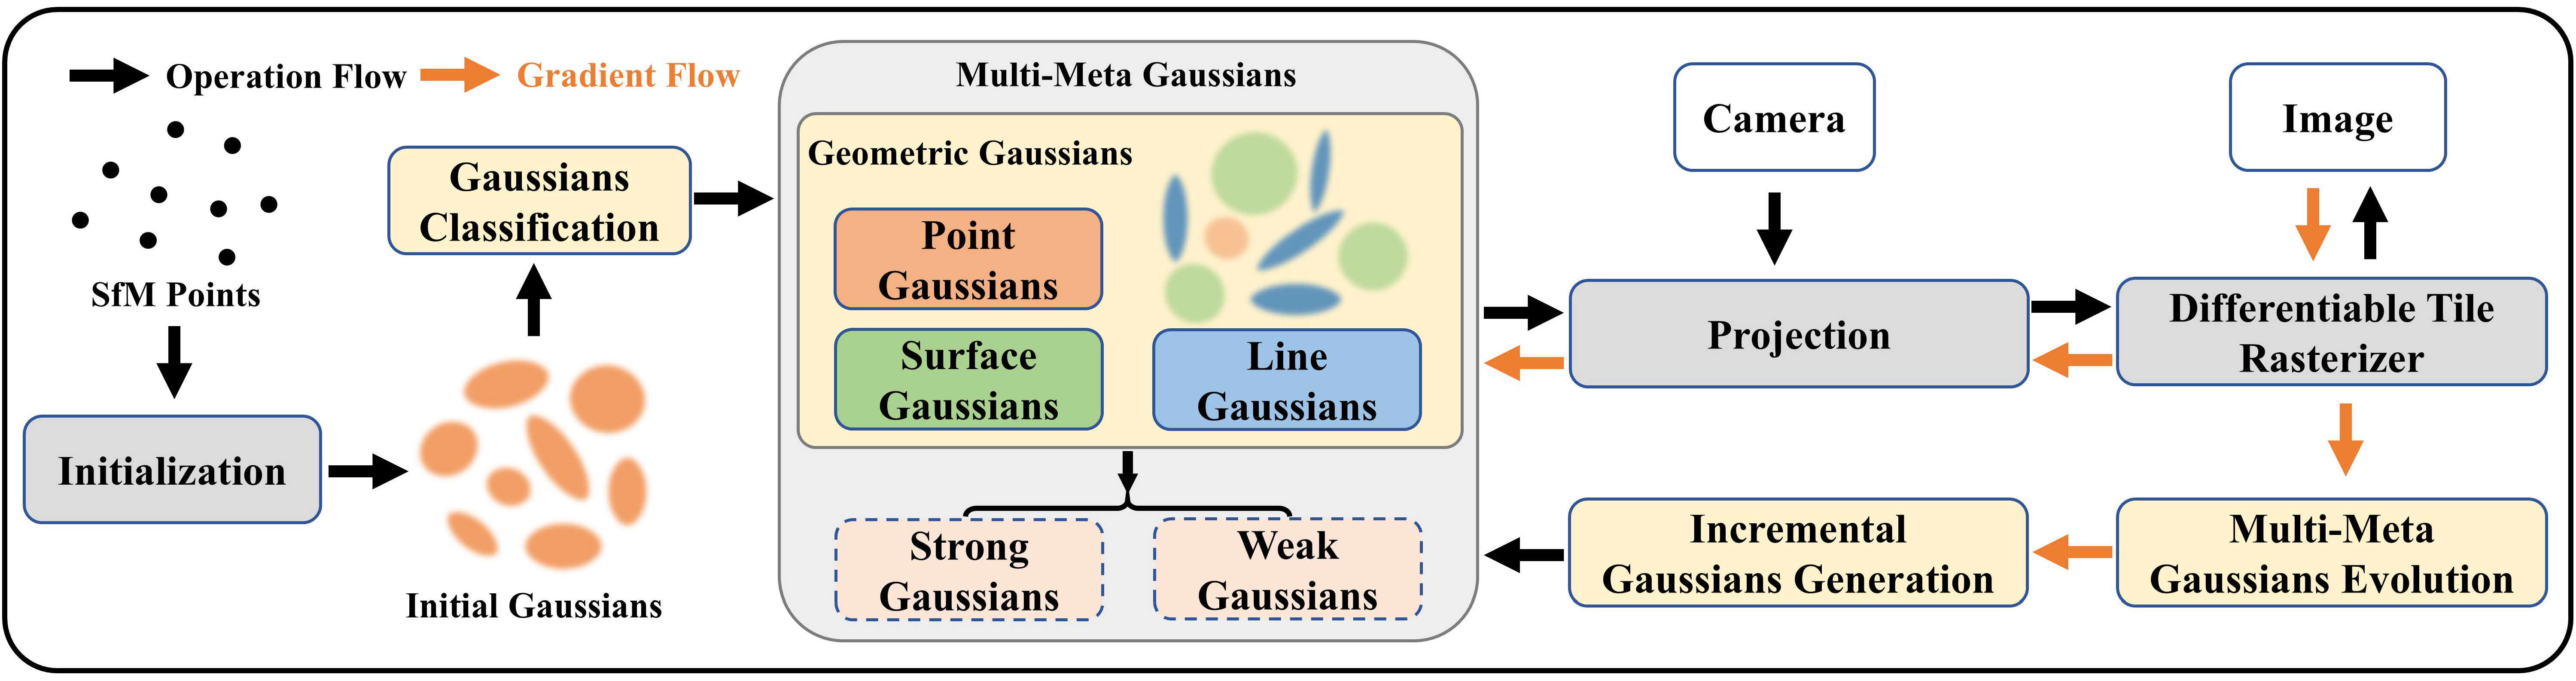 Operation Flow
Gradient Flow
SfM Points
Initialization
Initial Gaussians
Gaussians
Classification
Multi-Meta Gaussians
Geometric Gaussians
Point
Gaussians
Surface
Gaussians
Line
Gaussians
Strong
Gaussians
Weak
Gaussians
Camera
Projection
Image
Differentiable Tile
Rasterizer
Incremental
Gaussians Generation
Multi-Meta
Gaussians Evolution